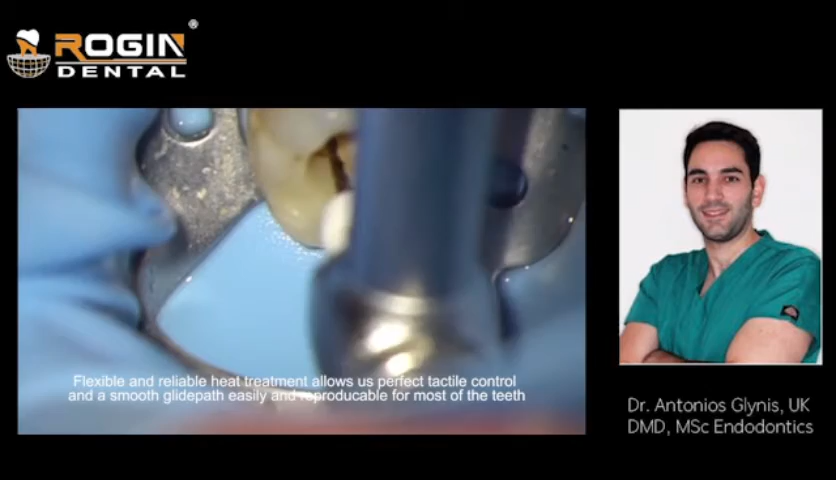 ROGIN®
DENTAL
Flexible and reliable heat treatment allows us perfect tactile control
and a smooth glidepath easily and reproducable for most of the teeth
Dr. Antonios Glynis, UK
DMD, MSc Endodontics